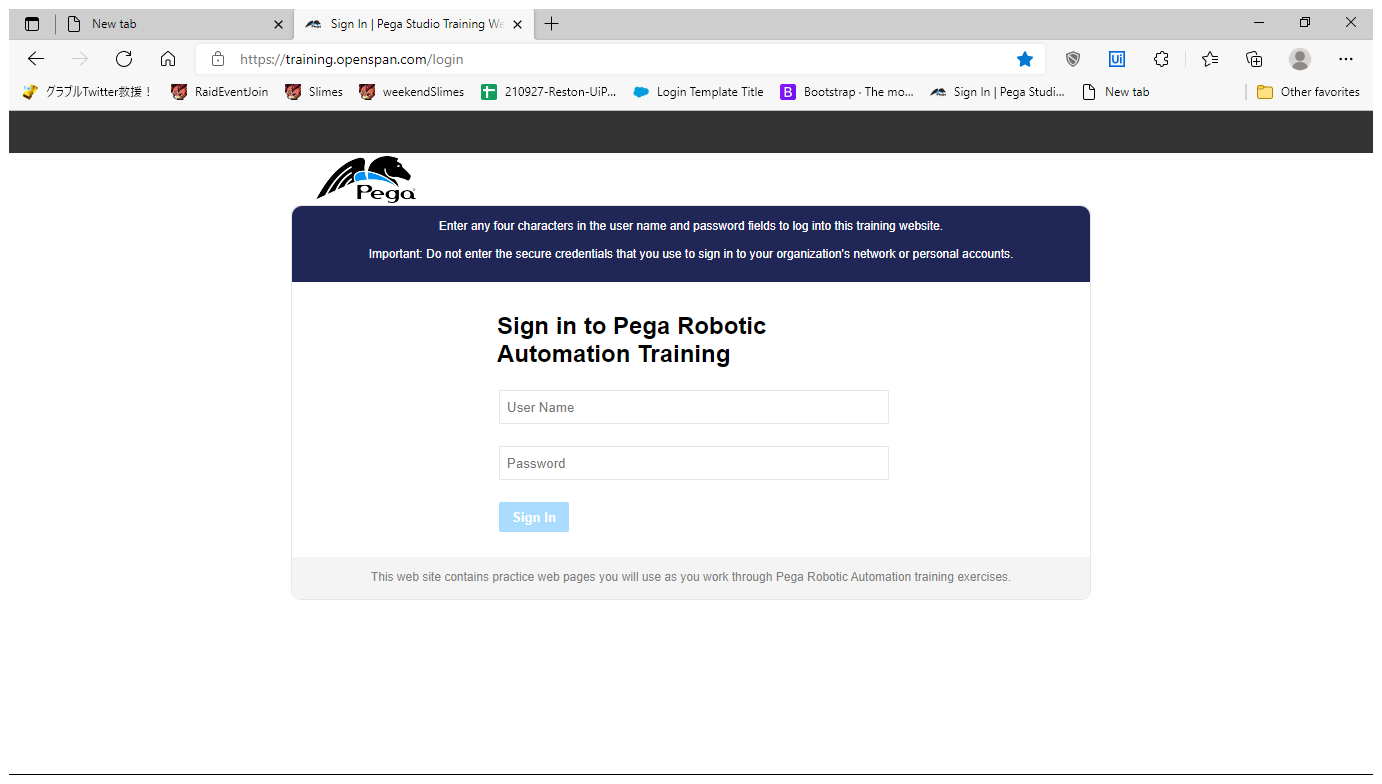 New tab
Sign In | Pega Studio Training We
https://training.openspan.com/login
Ui
グラブルTwitter救援！ RaidEventJoin Slimes weekendSlimes 210927-Reston-UiP... Login Template Title B Bootstrap · The mo... Sign In | Pega Studi... New tab Other favorites
Pega
Enter any four characters in the user name and password fields to log into this training website.
Important: Do not enter the secure credentials that you use to sign in to your organization's network or personal accounts.
Sign in to Pega Robotic
Automation Training
User Name
Password
Sign In
This web site contains practice web pages you will use as you work through Pega Robotic Automation training exercises.